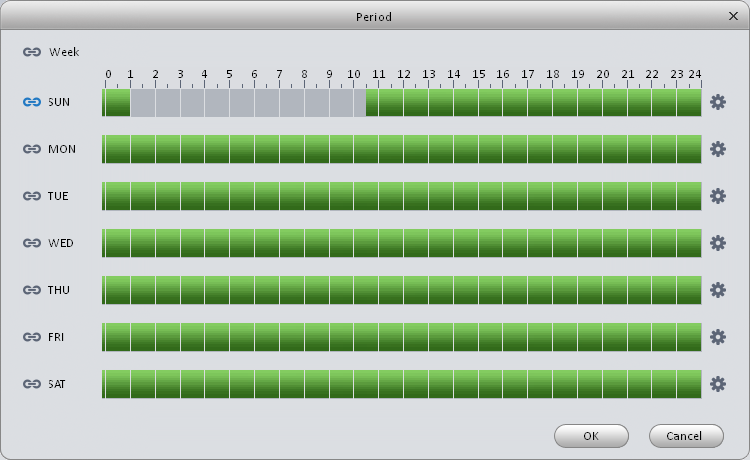 Period
Week
0 1 2 3 4 5 6 7 8 9 10 11 12 13 14 15 16 17 18 19 20 21 22 23 24
SUN
MON
TUE
WED
THU
FRI
SAT
OK Cancel